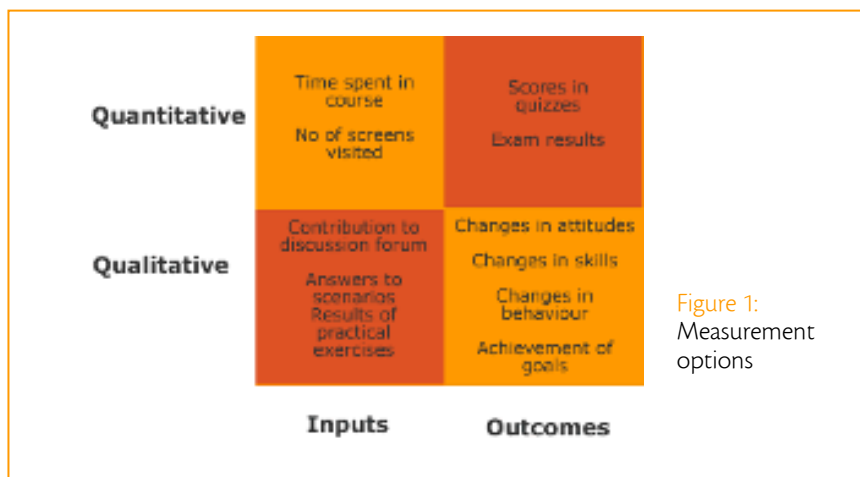 Quantitative
Time spent in
course
No of screens
visited
Scores in
quizzes
Exam results
Qualitative
Contribution to
discussion forum
Answers to
scenarios
Results of
practical
exercises
Changes in attitudes
Changes in skills
Changes in
behaviour
Achievement of
goals
Inputs
Outcomes
Figure 1:
Measurement
options